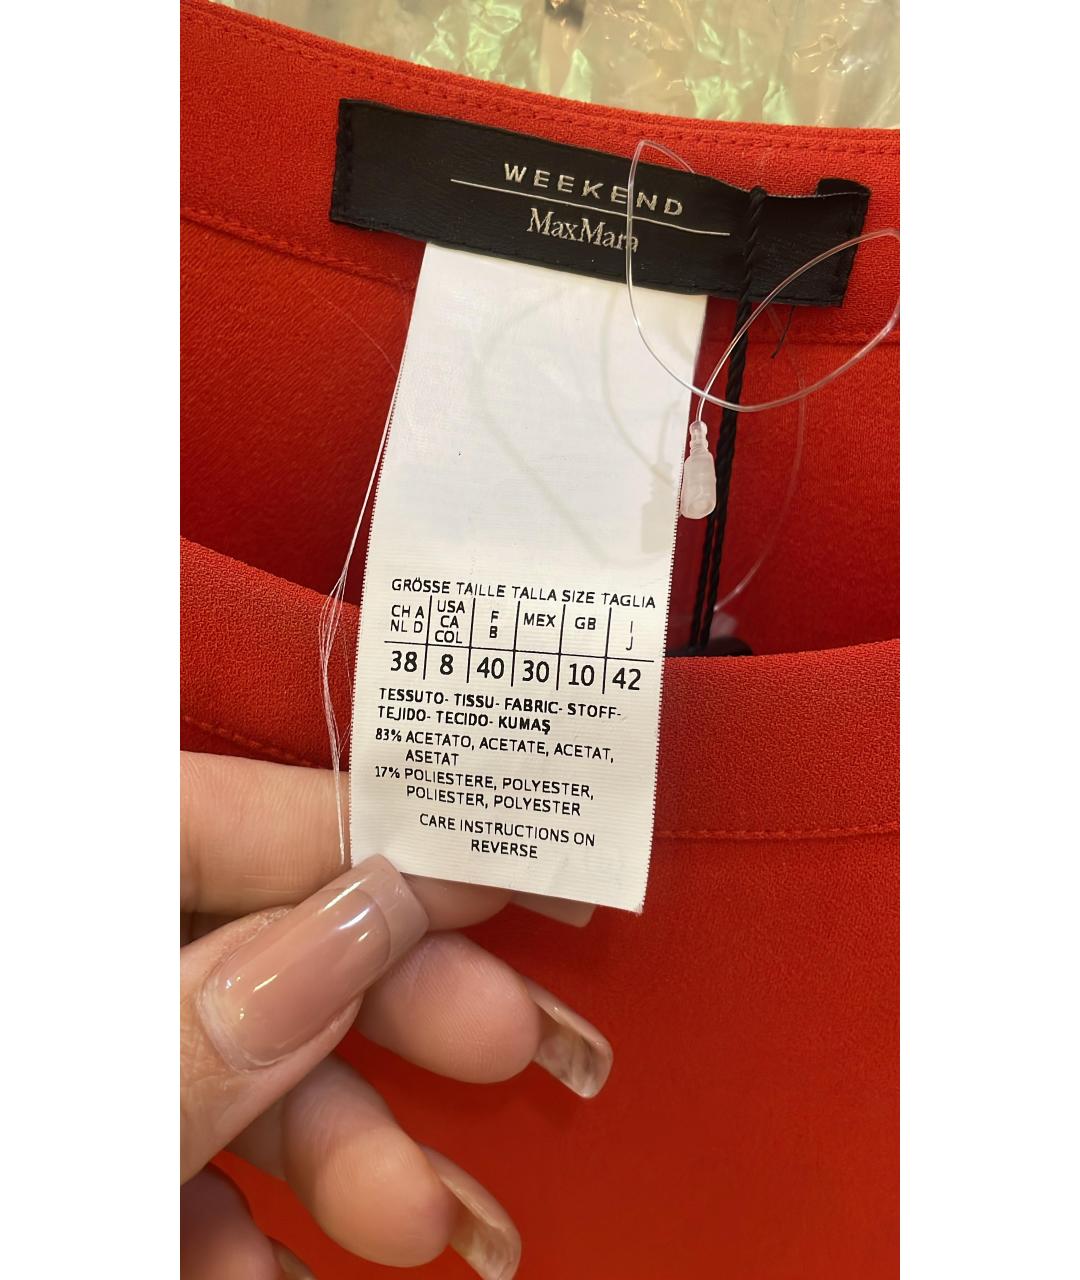 WEEKEND
MaxMara
GRÖSSE TAILLE TALLA SIZE TAGLIA
CH A NL D | USA CA COL | F B | MEX | GB | I J
38 | 8 | 40 | 30 | 10 | 42
TESSUTO- TISSU- FABRIC- STOFF-
TEJIDO- TECIDO- KUMAŞ
83% ACETATO, ACETATE, ACETAT,
ASETAT
17% POLIESTERE, POLYESTER,
POLIESTER, POLYESTER
CARE INSTRUCTIONS ON
REVERSE